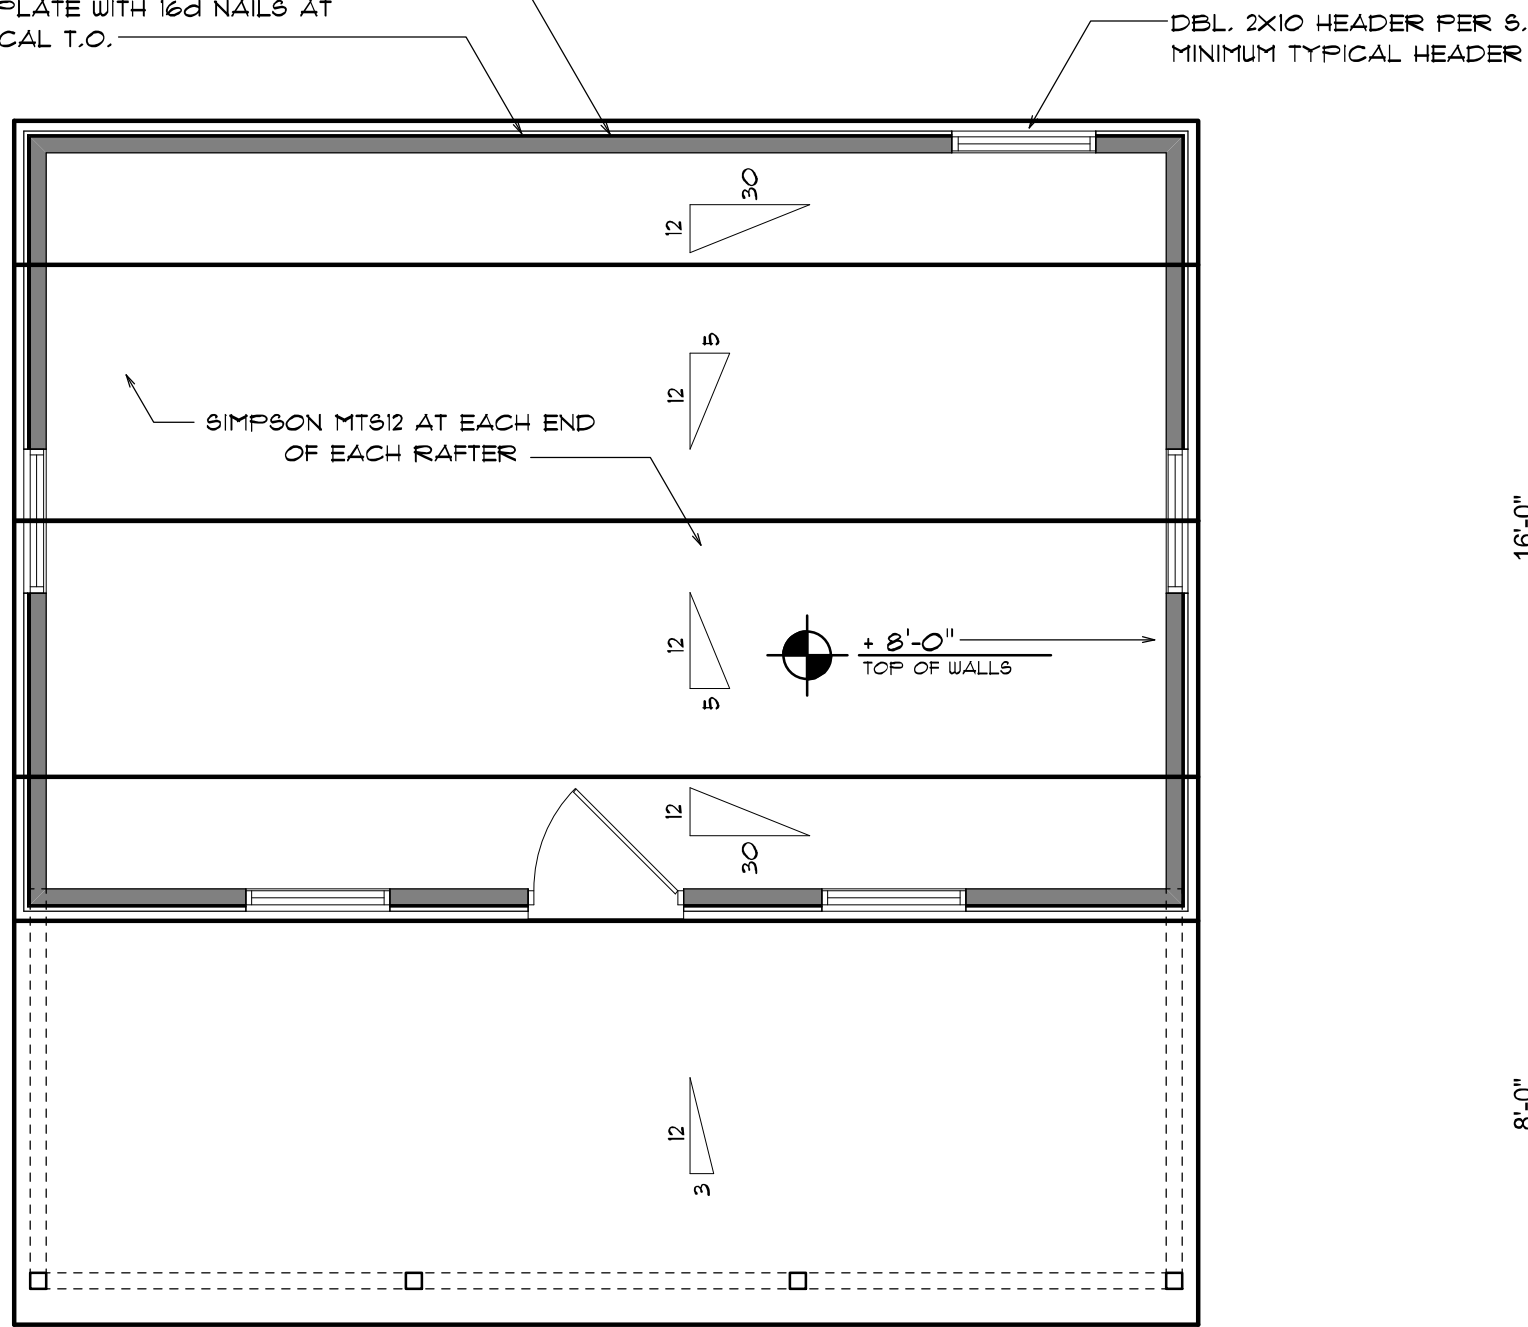 PLATE WITH 16d NAILS AT
CAL T.O.
DBL. 2X10 HEADER PER S.
MINIMUM TYPICAL HEADER
30
12
5
12
SIMPSON MTS12 AT EACH END
OF EACH RAFTER
16'-0"
12
5
+ 8'-0"
TOP OF WALLS
12
30
12
3
8'-0"